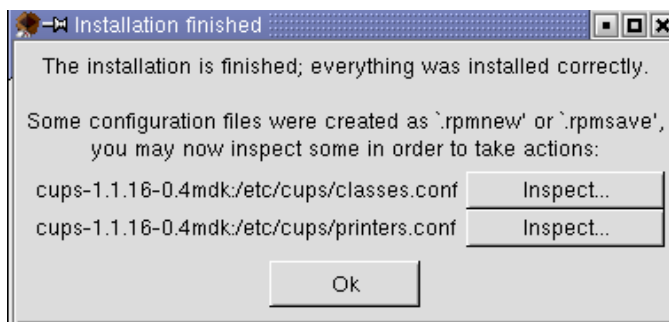 Installation finished
The installation is finished; everything was installed correctly.
Some configuration files were created as `.rpmnew' or `.rpmsave',
you may now inspect some in order to take actions:
cups-1.1.16-0.4mdk:/etc/cups/classes.conf Inspect...
cups-1.1.16-0.4mdk:/etc/cups/printers.conf Inspect...
Ok